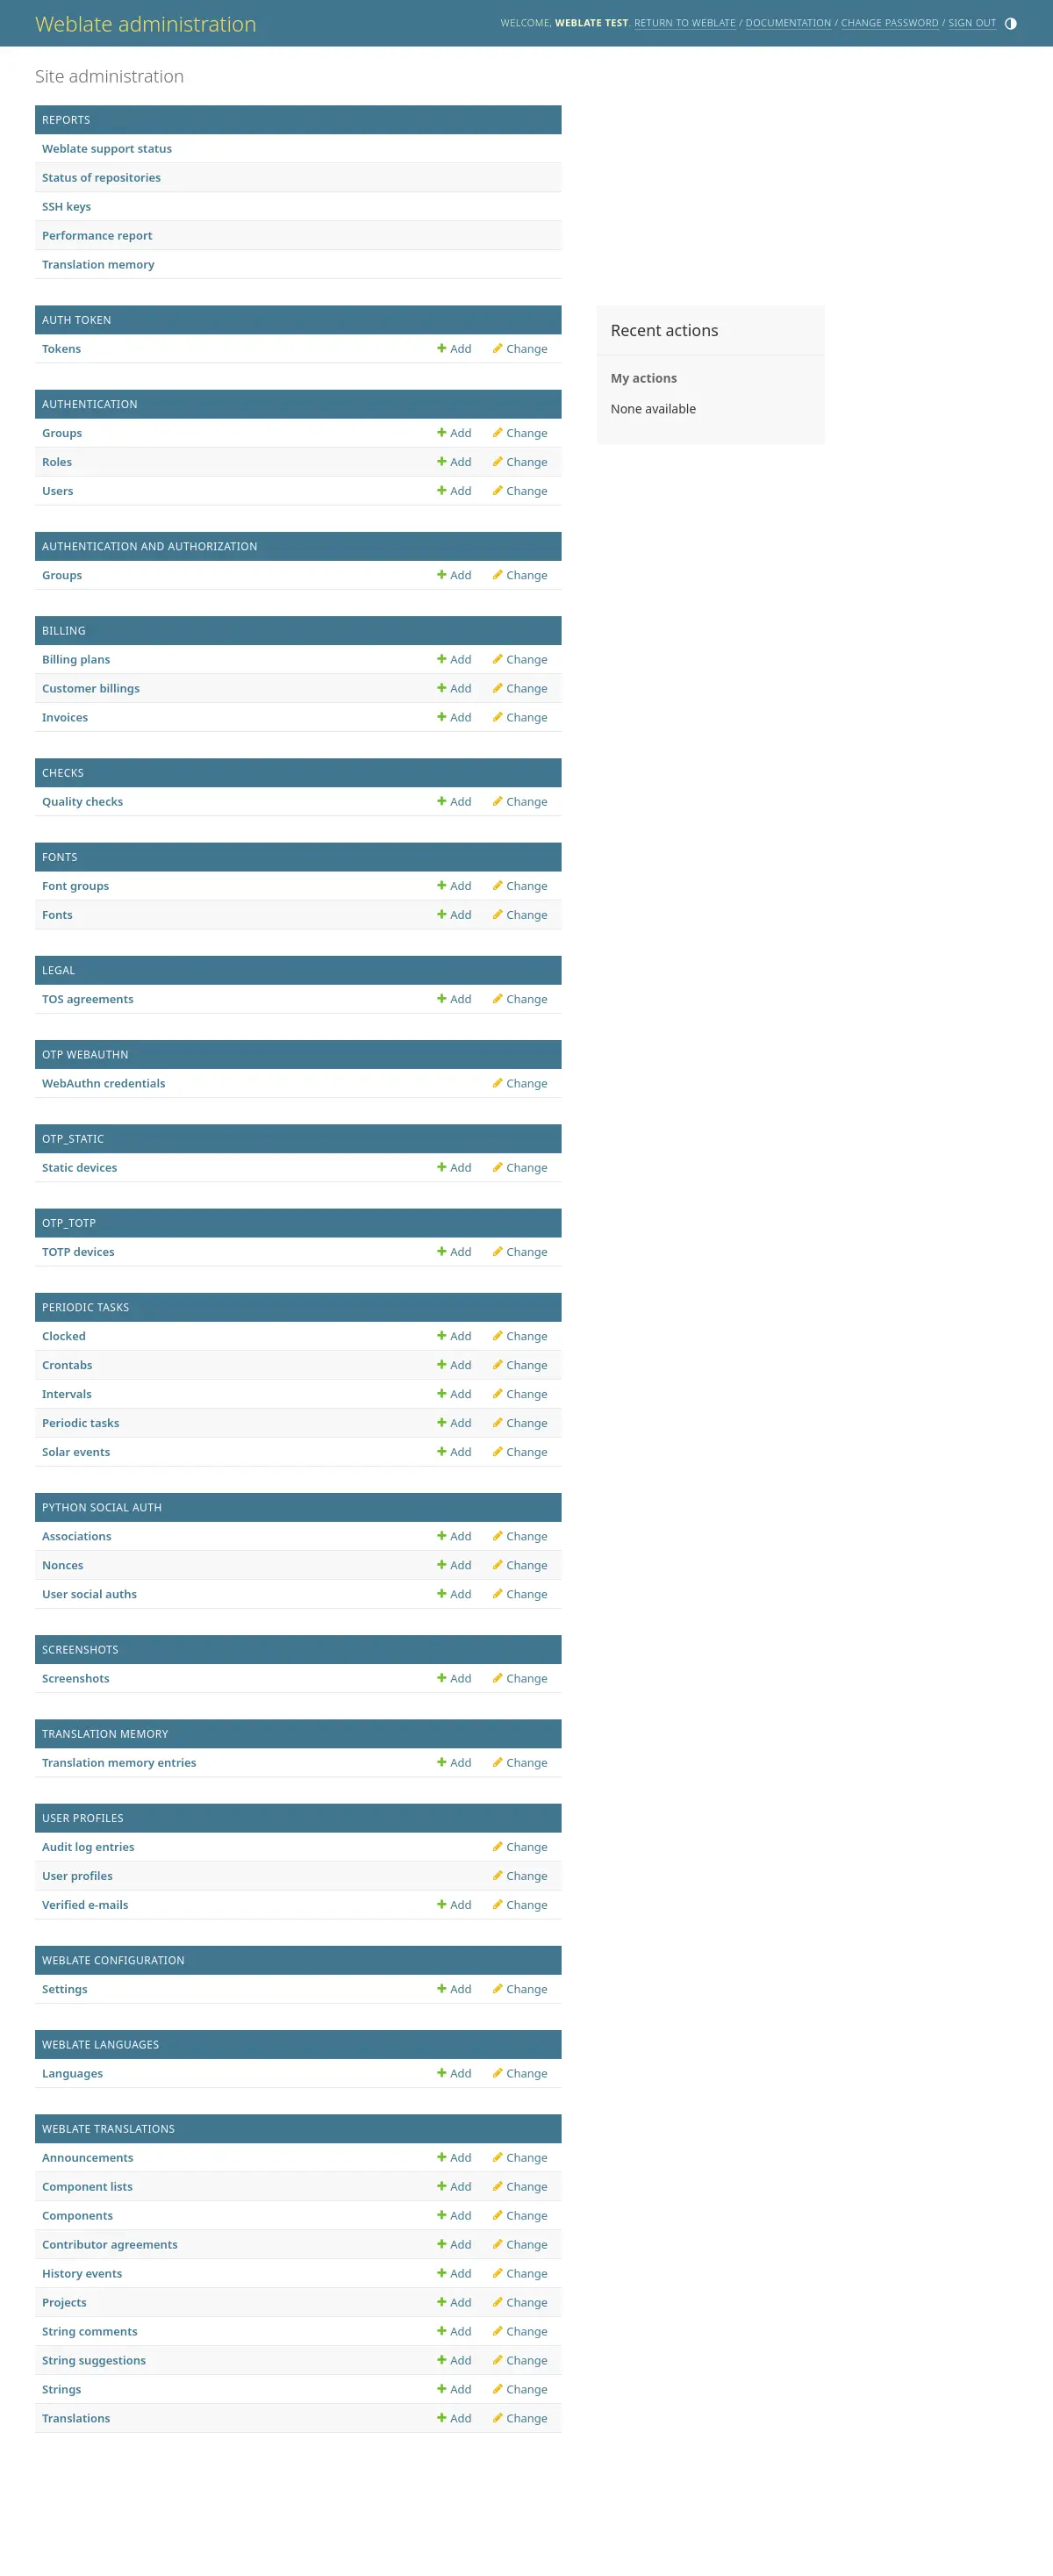 Weblate administration
WELCOME, WEBLATE TEST. RETURN TO WEBLATE / DOCUMENTATION / CHANGE PASSWORD / SIGN OUT
Site administration
REPORTS
Weblate support status
Status of repositories
SSH keys
Performance report
Translation memory
AUTH TOKEN
Tokens Add Change
AUTHENTICATION
Groups Add Change
Roles Add Change
Users Add Change
AUTHENTICATION AND AUTHORIZATION
Groups Add Change
BILLING
Billing plans Add Change
Customer billings Add Change
Invoices Add Change
CHECKS
Quality checks Add Change
FONTS
Font groups Add Change
Fonts Add Change
LEGAL
TOS agreements Add Change
OTP WEBAUTHN
WebAuthn credentials Change
OTP_STATIC
Static devices Add Change
OTP_TOTP
TOTP devices Add Change
PERIODIC TASKS
Clocked Add Change
Crontabs Add Change
Intervals Add Change
Periodic tasks Add Change
Solar events Add Change
PYTHON SOCIAL AUTH
Associations Add Change
Nonces Add Change
User social auths Add Change
SCREENSHOTS
Screenshots Add Change
TRANSLATION MEMORY
Translation memory entries Add Change
USER PROFILES
Audit log entries Change
User profiles Change
Verified e-mails Add Change
WEBLATE CONFIGURATION
Settings Add Change
WEBLATE LANGUAGES
Languages Add Change
WEBLATE TRANSLATIONS
Announcements Add Change
Component lists Add Change
Components Add Change
Contributor agreements Add Change
History events Add Change
Projects Add Change
String comments Add Change
String suggestions Add Change
Strings Add Change
Translations Add Change
Recent actions
My actions
None available